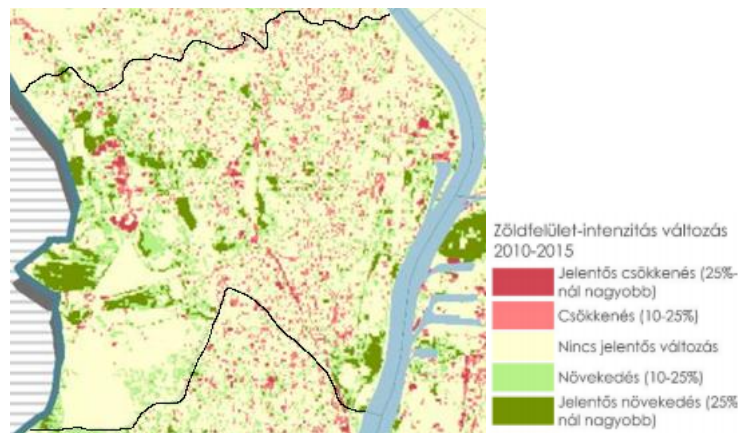 Zöldfelület-intenzitás változás
2010-2015
Jelentős csökkenés (25%-
nál nagyobb)
Csökkenés (10-25%)
Nincs jelentős változás
Növekedés (10-25%)
Jelentős növekedés (25%
nál nagyobb)